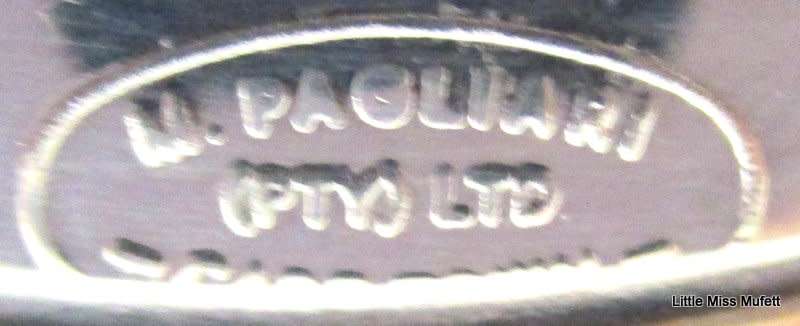 M. PAGLIARI
(PTY) LTD
Little Miss Mufett